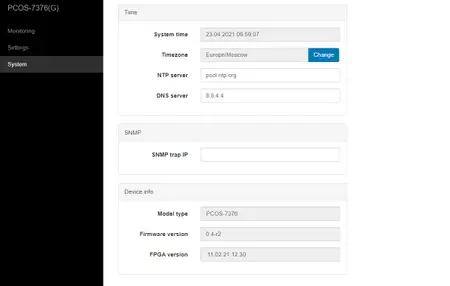 PCOS-7376(G)
Monitoring
Settings
System
Time
System time 23.04.2021 09:59:07
Timezone Europe/Moscow Change
NTP server pool.ntp.org
DNS server 8.8.4.4
SNMP
SNMP trap IP
Device info
Model type PCOS-7376
Firmware version 0.4-r2
FPGA version 11.02.21 12:30